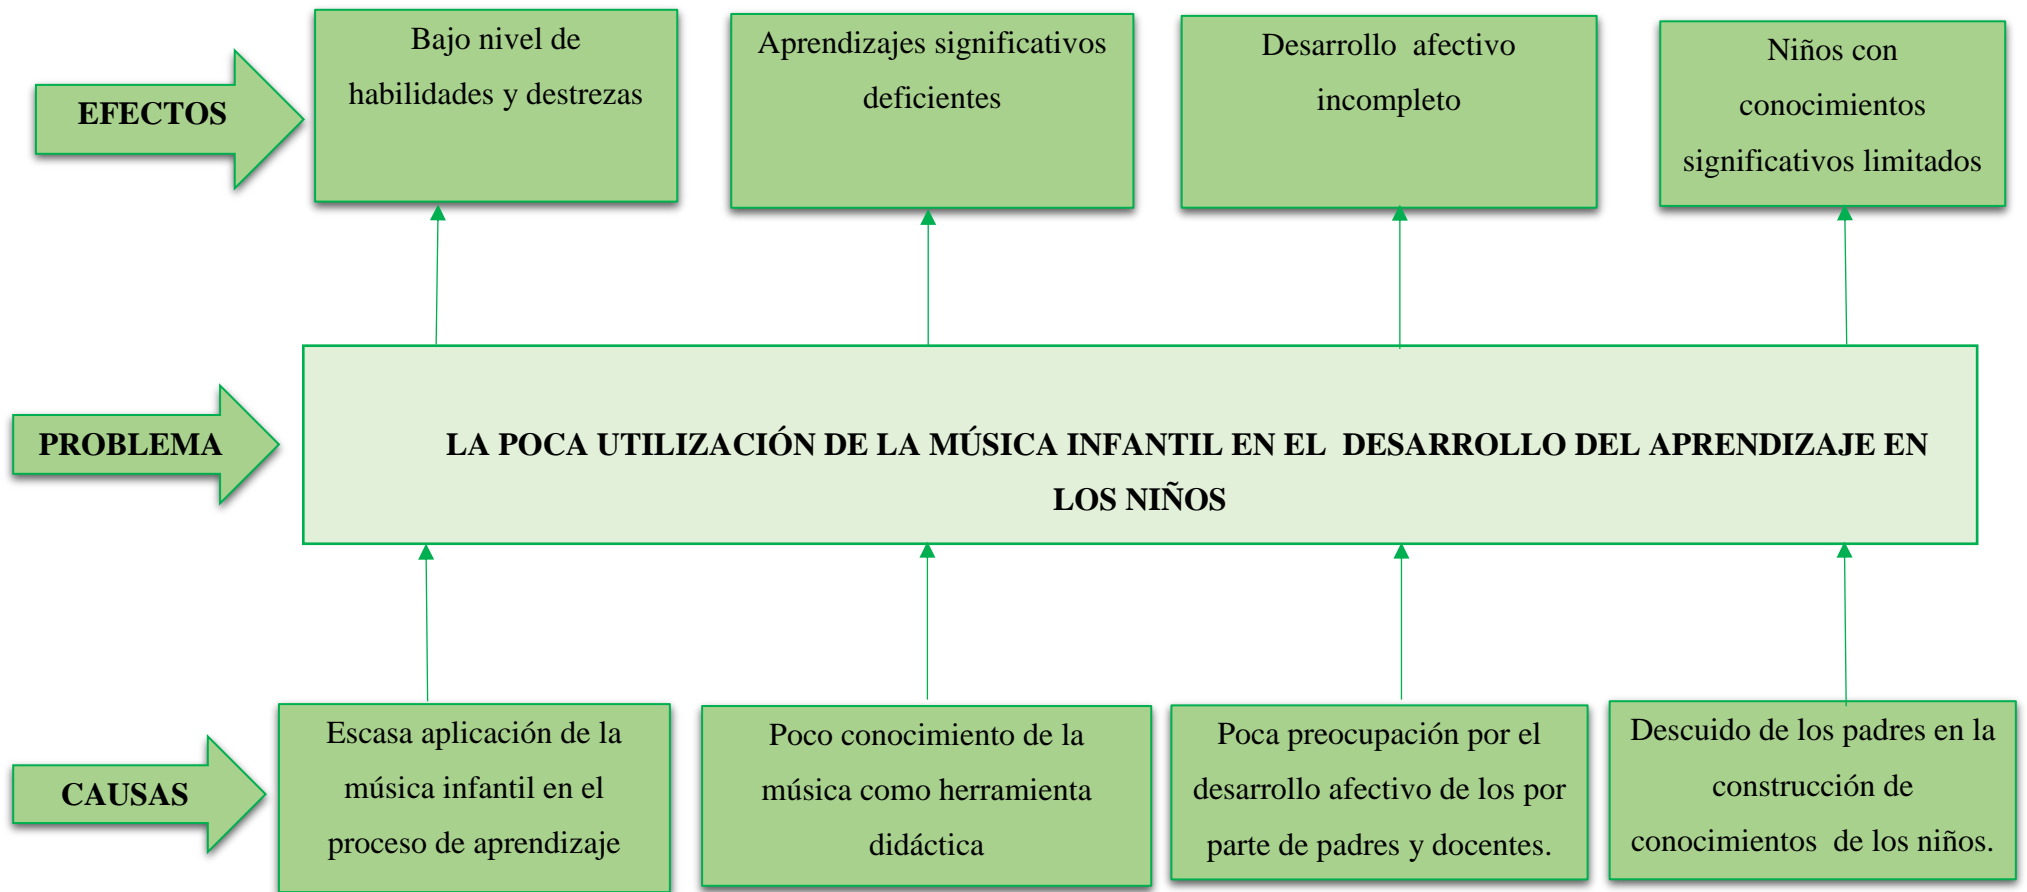 EFECTOS
Bajo nivel de
habilidades y destrezas
Aprendizajes significativos
deficientes
Desarrollo afectivo
incompleto
Niños con
conocimientos
significativos limitados
PROBLEMA
LA POCA UTILIZACIÓN DE LA MÚSICA INFANTIL EN EL DESARROLLO DEL APRENDIZAJE EN
LOS NIÑOS
CAUSAS
Escasa aplicación de la
música infantil en el
proceso de aprendizaje
Poco conocimiento de la
música como herramienta
didáctica
Poca preocupación por el
desarrollo afectivo de los por
parte de padres y docentes.
Descuido de los padres en la
construcción de
conocimientos de los niños.